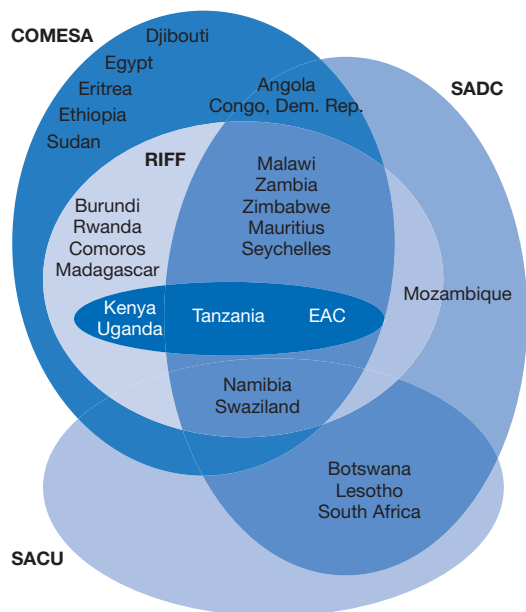 COMESA
Djibouti
Egypt
Eritrea
Ethiopia
Sudan
Angola
Congo, Dem. Rep.
SADC
RIFF
Malawi
Zambia
Zimbabwe
Mauritius
Seychelles
Burundi
Rwanda
Comoros
Madagascar
Mozambique
Kenya
Uganda
Tanzania
EAC
Namibia
Swaziland
Botswana
Lesotho
South Africa
SACU